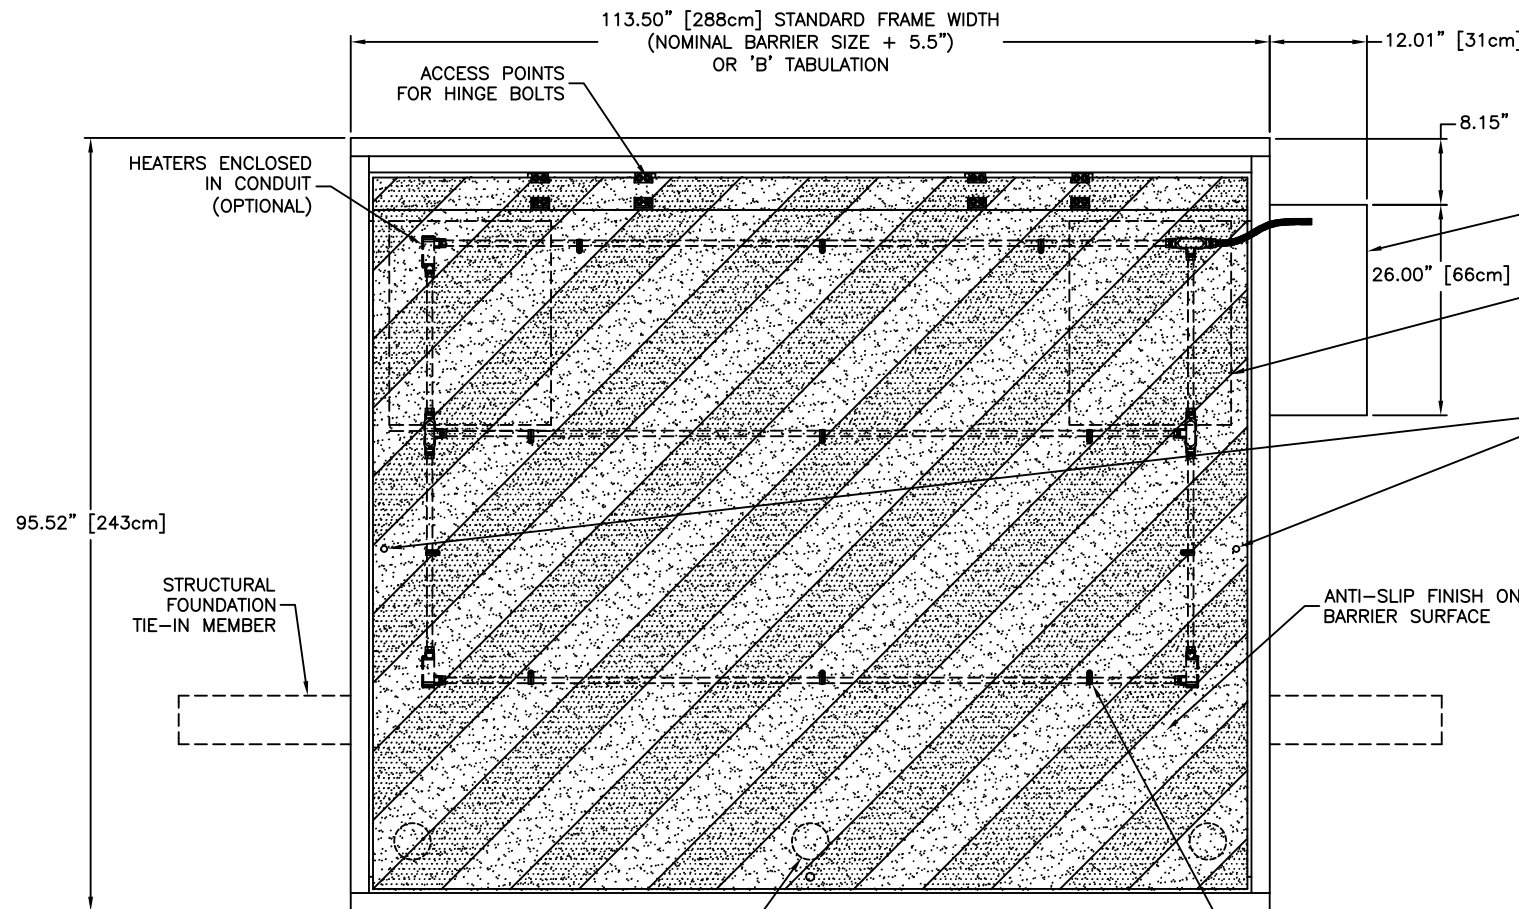 113.50" [288cm] STANDARD FRAME WIDTH
(NOMINAL BARRIER SIZE + 5.5")
OR 'B' TABULATION
12.01" [31cm]
ACCESS POINTS
FOR HINGE BOLTS
8.15"
HEATERS ENCLOSED
IN CONDUIT
(OPTIONAL)
26.00" [66cm]
95.52" [243cm]
STRUCTURAL
FOUNDATION
TIE-IN MEMBER
ANTI-SLIP FINISH ON
BARRIER SURFACE